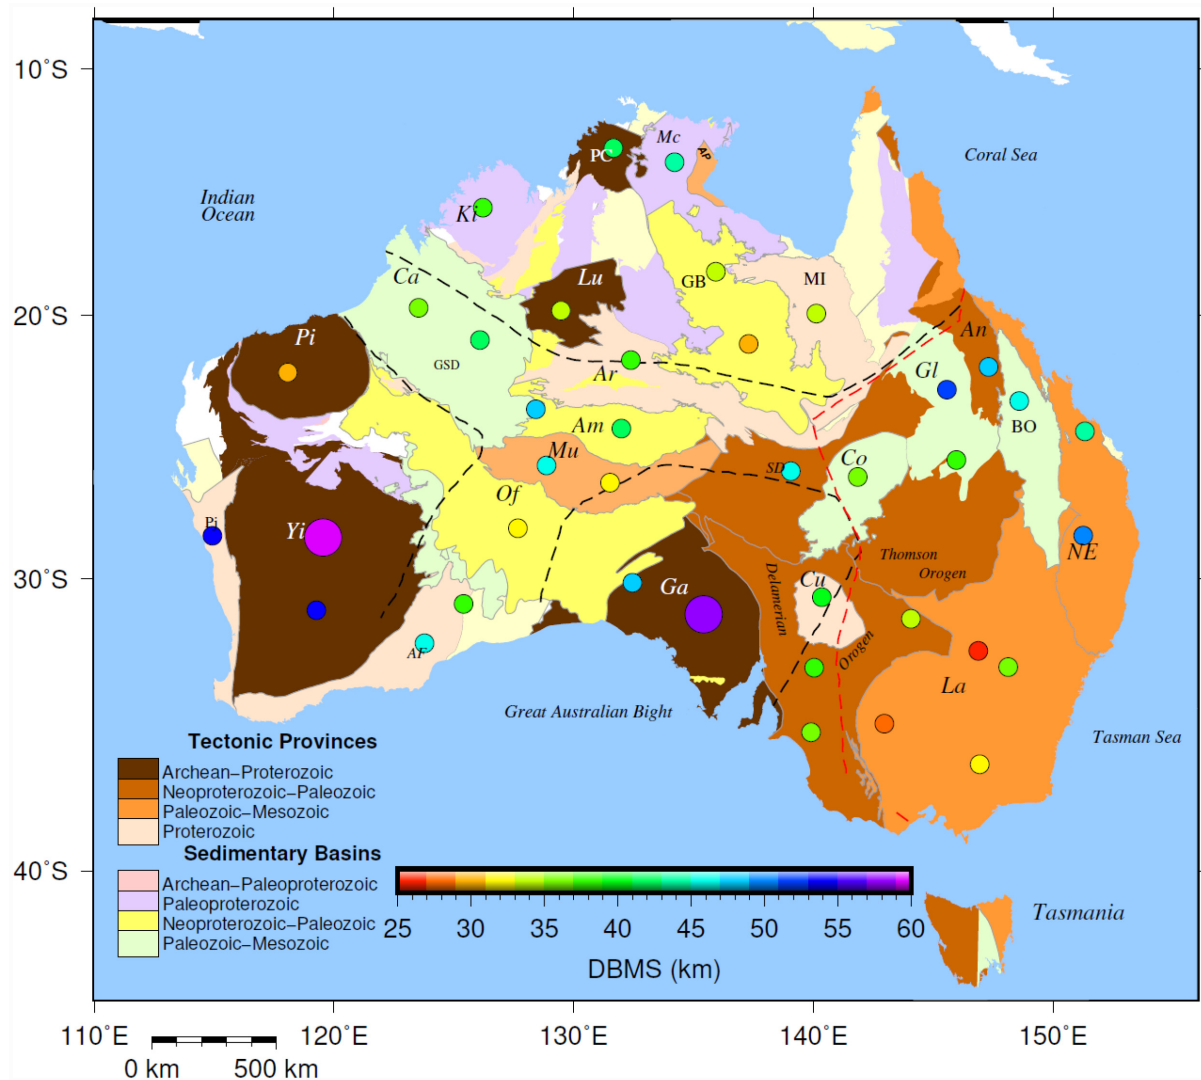 10°S
20°S
30°S
40°S
110°E
120°E
130°E
140°E
150°E
Indian
Ocean
Coral Sea
Great Australian Bight
Tasman Sea
Tasmania
PC
Mc
AP
Ki
Ca
Lu
GB
MI
Pi
GSD
Ar
An
Gl
BO
Am
Mu
SD
Co
Of
Pi
Yi
Ga
Cu
Thomson
Orogen
NE
Delamerian
Orogen
AF
La
Tectonic Provinces
Archean−Proterozoic
Neoproterozoic−Paleozoic
Paleozoic−Mesozoic
Proterozoic
Sedimentary Basins
Archean−Paleoproterozoic
Paleoproterozoic
Neoproterozoic−Paleozoic
Paleozoic−Mesozoic
25 30 35 40 45 50 55 60
DBMS (km)
0 km 500 km